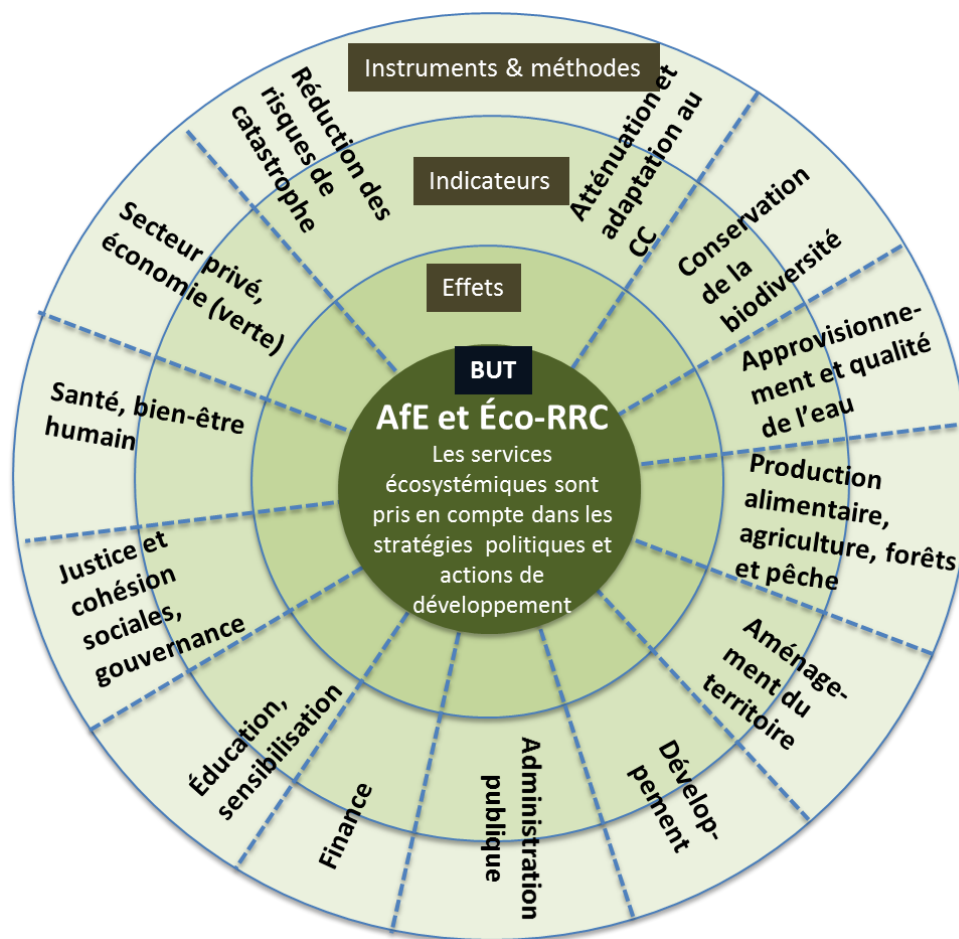 Instruments & méthodes
Indicateurs
Effets
BUT
AfE et Éco-RRC
Les services
écosystémiques sont
pris en compte dans les
stratégies politiques et
actions de
développement
Atténuation et
adaptation au
CC
Conservation
de la
biodiversité
Approvisionne-
ment et qualité
de l’eau
Production
alimentaire,
agriculture, forêts
et pêche
Aménage-
ment du
territoire
Dévelop-
pement
Administration
publique
Finance
Éducation,
sensibilisation
Justice et
cohésion
sociales,
gouvernance
Santé, bien-être
humain
Secteur privé,
économie (verte)
Réduction des
risques de
catastrophe